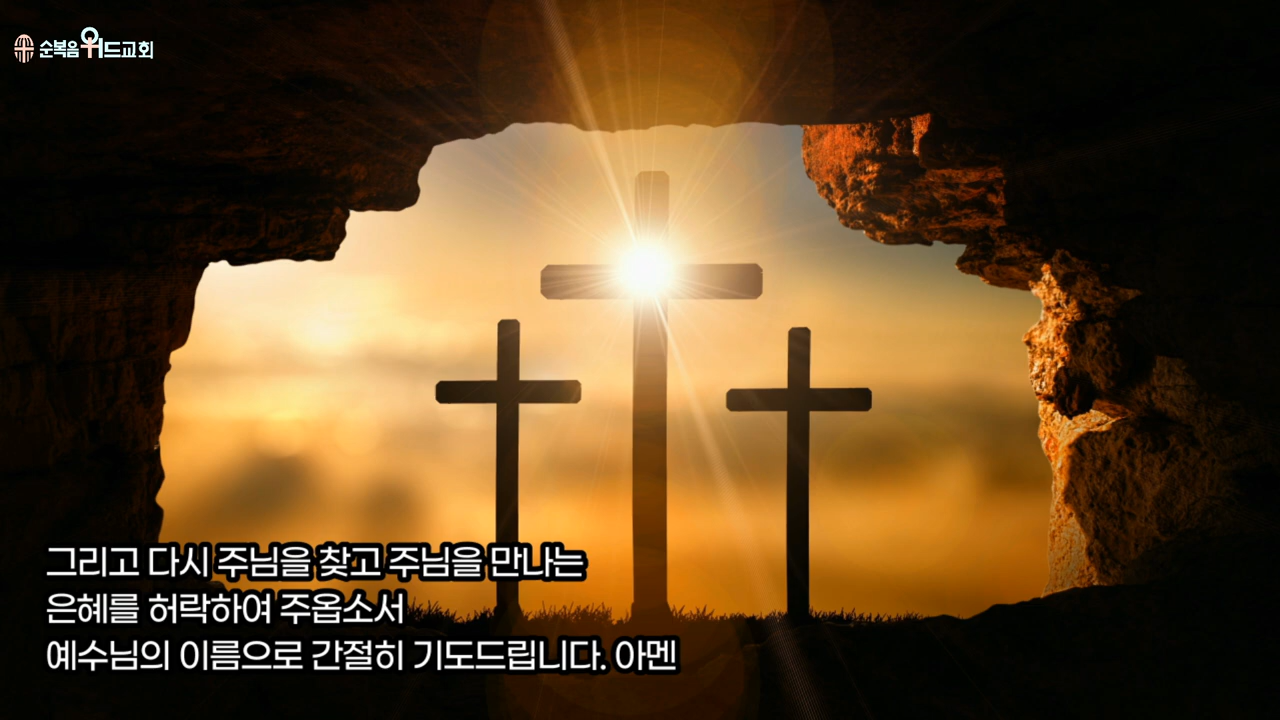 순복음위드교회
그리고 다시 주님을 찾고 주님을 만나는
은혜를 허락하여 주옵소서
예수님의 이름으로 간절히 기도드립니다. 아멘